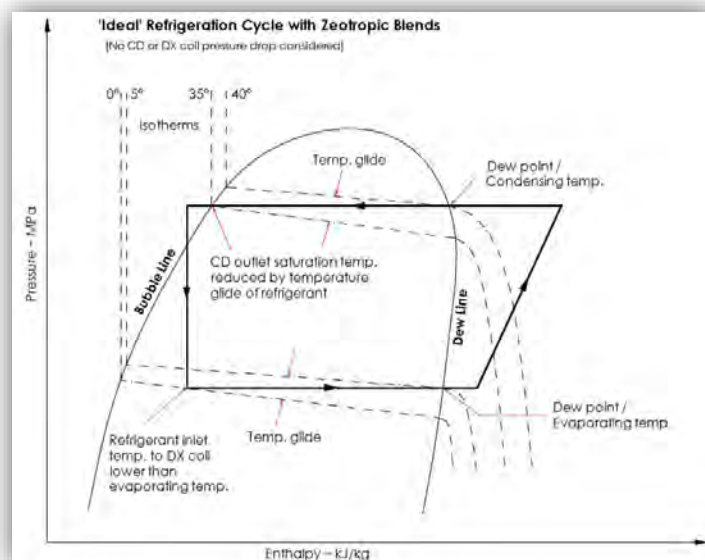 'Ideal' Refrigeration Cycle with Zeotropic Blends
[No CD or DX coil pressure drop considered]
0° 5° 35° 40°
isotherms
Temp. glide
Dew point /
Condensing temp.
CD outlet saturation temp.
reduced by temperature
glide of refrigerant
Bubble Line
Dew Line
Pressure – MPa
Refrigerant inlet
temp. to DX coil
lower than
evaporating temp.
Temp. glide
Dew point /
Evaporating temp
Enthalpy – kJ/kg